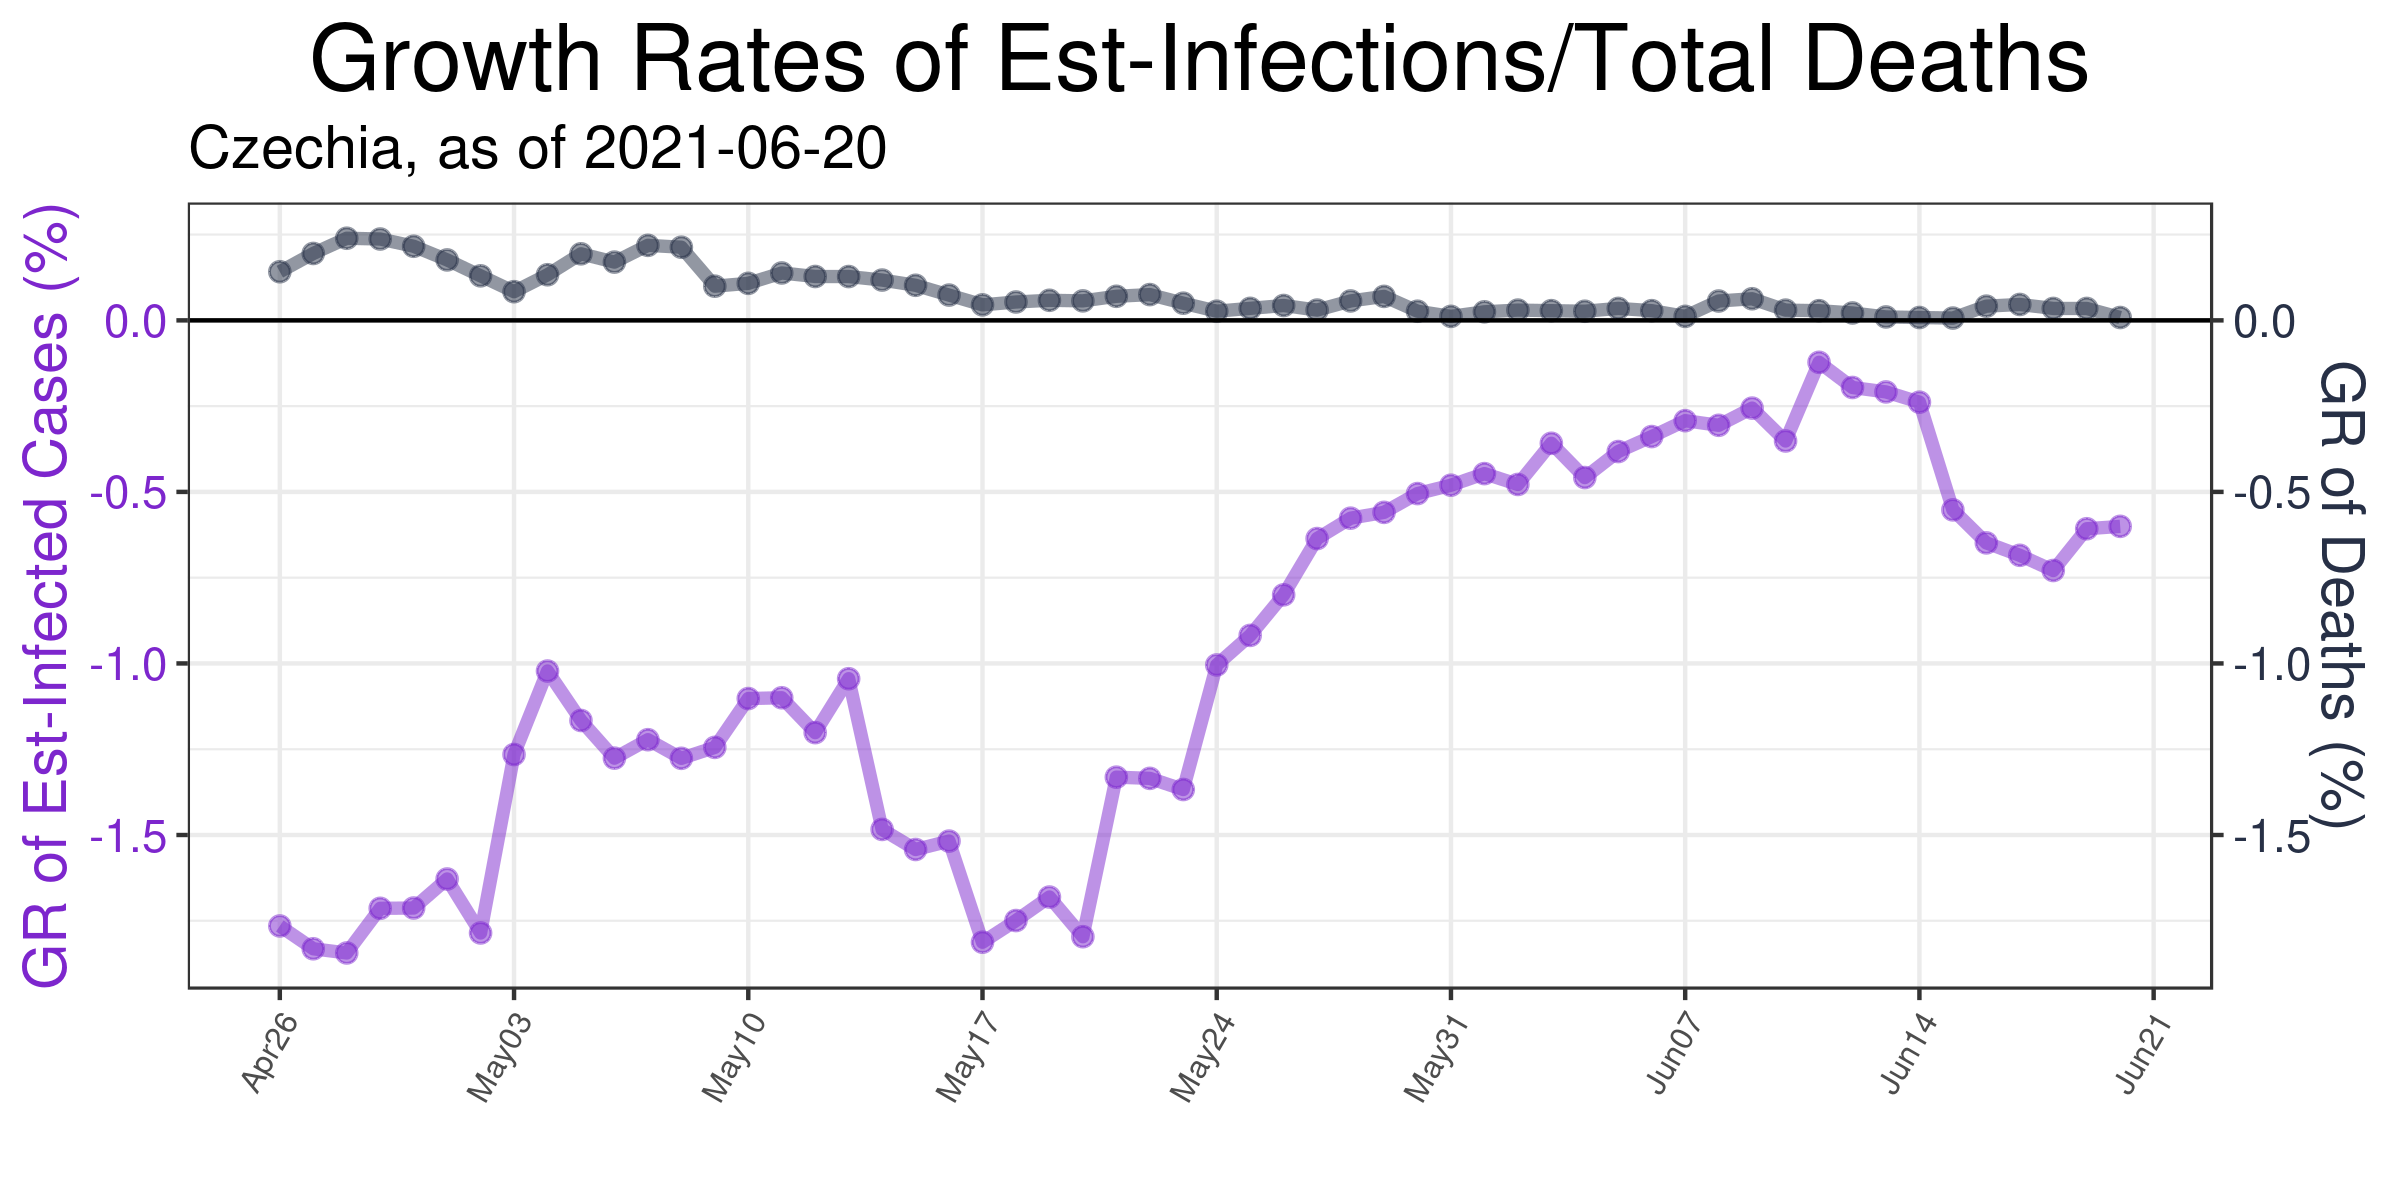 Growth Rates of Est-Infections/Total Deaths
Czechia, as of 2021-06-20
GR of Est-Infected Cases (%)
0.0
-0.5
-1.0
-1.5
0.0
-0.5
-1.0
-1.5
GR of Deaths (%)
Apr26
May03
May10
May17
May24
May31
Jun07
Jun14
Jun21